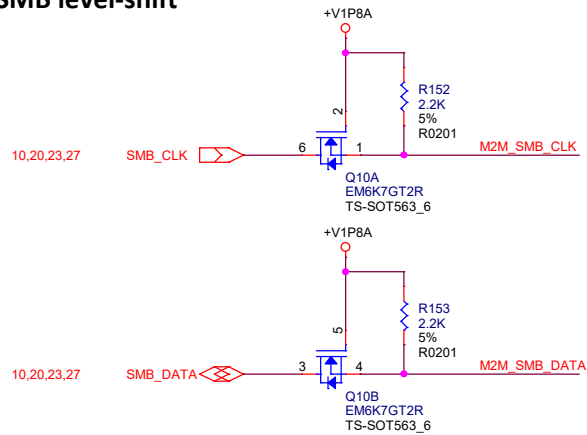 SMB level-shift
+V1P8A
R152
2.2K
5%
R0201
2
10,20,23,27 SMB_CLK 6 1 M2M_SMB_CLK
Q10A
EM6K7GT2R
TS-SOT563_6
+V1P8A
R153
2.2K
5%
R0201
5
10,20,23,27 SMB_DATA 3 4 M2M_SMB_DATA
Q10B
EM6K7GT2R
TS-SOT563_6